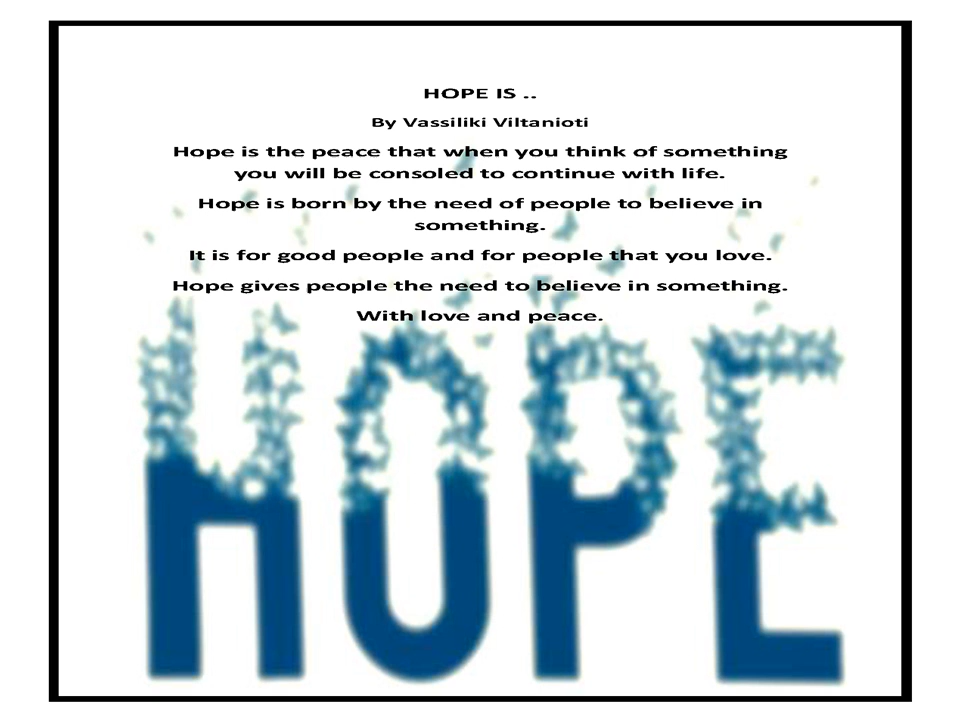 HOPE IS ..
By Vassiliki Viltanioti
Hope is the peace that when you think of something
you will be consoled to continue with life.
Hope is born by the need of people to believe in
something.
It is for good people and for people that you love.
Hope gives people the need to believe in something.
With love and peace.
HOPE